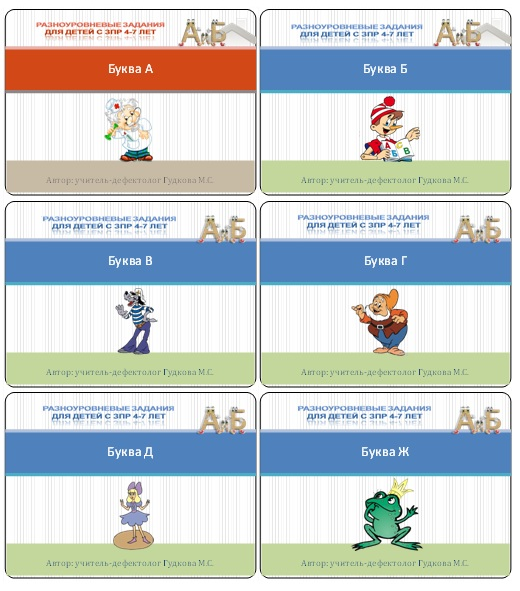 РАЗНОУРОВНЕВЫЕ ЗАДАНИЯ
ДЛЯ ДЕТЕЙ С ЗПР 4-7 ЛЕТ
А и Б
Буква А
Автор: учитель-дефектолог Гудкова М.С.
РАЗНОУРОВНЕВЫЕ ЗАДАНИЯ
ДЛЯ ДЕТЕЙ С ЗПР 4-7 ЛЕТ
А и Б
Буква Б
А Б С В
Автор: учитель-дефектолог Гудкова М.С.
РАЗНОУРОВНЕВЫЕ ЗАДАНИЯ
ДЛЯ ДЕТЕЙ С ЗПР 4-7 ЛЕТ
А и Б
Буква В
Автор: учитель-дефектолог Гудкова М.С.
РАЗНОУРОВНЕВЫЕ ЗАДАНИЯ
ДЛЯ ДЕТЕЙ С ЗПР 4-7 ЛЕТ
А и Б
Буква Г
Автор: учитель-дефектолог Гудкова М.С.
РАЗНОУРОВНЕВЫЕ ЗАДАНИЯ
ДЛЯ ДЕТЕЙ С ЗПР 4-7 ЛЕТ
А и Б
Буква Д
Автор: учитель-дефектолог Гудкова М.С.
РАЗНОУРОВНЕВЫЕ ЗАДАНИЯ
ДЛЯ ДЕТЕЙ С ЗПР 4-7 ЛЕТ
А и Б
Буква Ж
Автор: учитель-дефектолог Гудкова М.С.